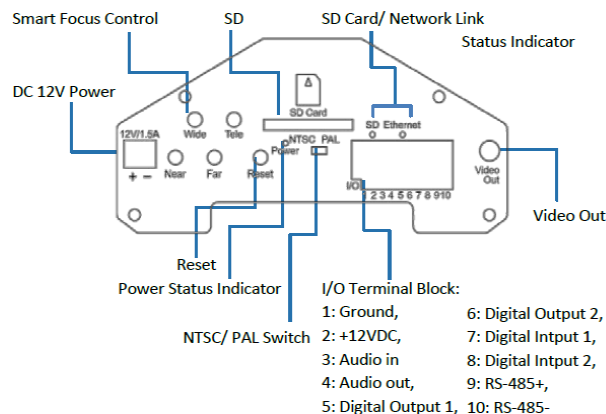 Smart Focus Control
SD
SD Card/ Network Link
Status Indicator
DC 12V Power
SD Card
12V/1.5A
Wide
Tele
SD Ethernet
NTSC PAL
Power
+ −
Near
Far
Reset
I/O
1 2 3 4 5 6 7 8 9 10
Video
Out
Video Out
Reset
Power Status Indicator
NTSC/ PAL Switch
I/O Terminal Block:
1: Ground,
2: +12VDC,
3: Audio in
4: Audio out,
5: Digital Output 1,
6: Digital Output 2,
7: Digital Intput 1,
8: Digital Intput 2,
9: RS-485+,
10: RS-485-